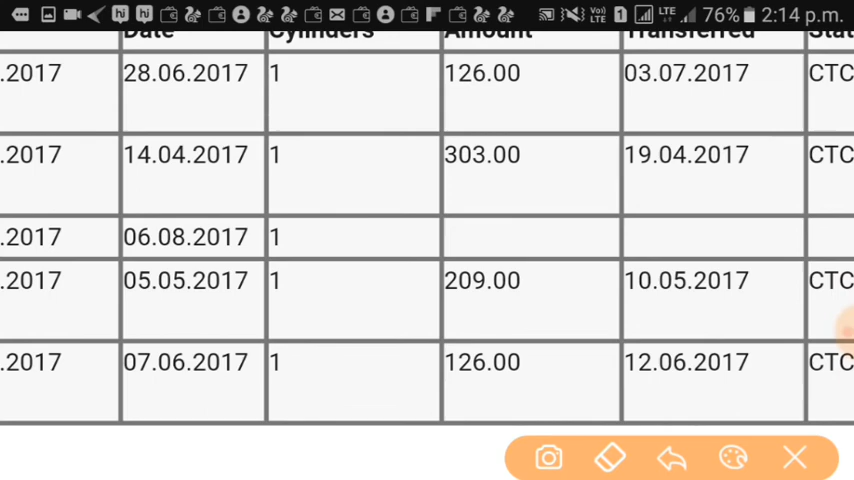 76% 2:14 p.m.
Date Cylinders Amount Transferred Stat
.2017 28.06.2017 1 126.00 03.07.2017 CTC
.2017 14.04.2017 1 303.00 19.04.2017 CTC
.2017 06.08.2017 1
.2017 05.05.2017 1 209.00 10.05.2017 CTC
.2017 07.06.2017 1 126.00 12.06.2017 CTC